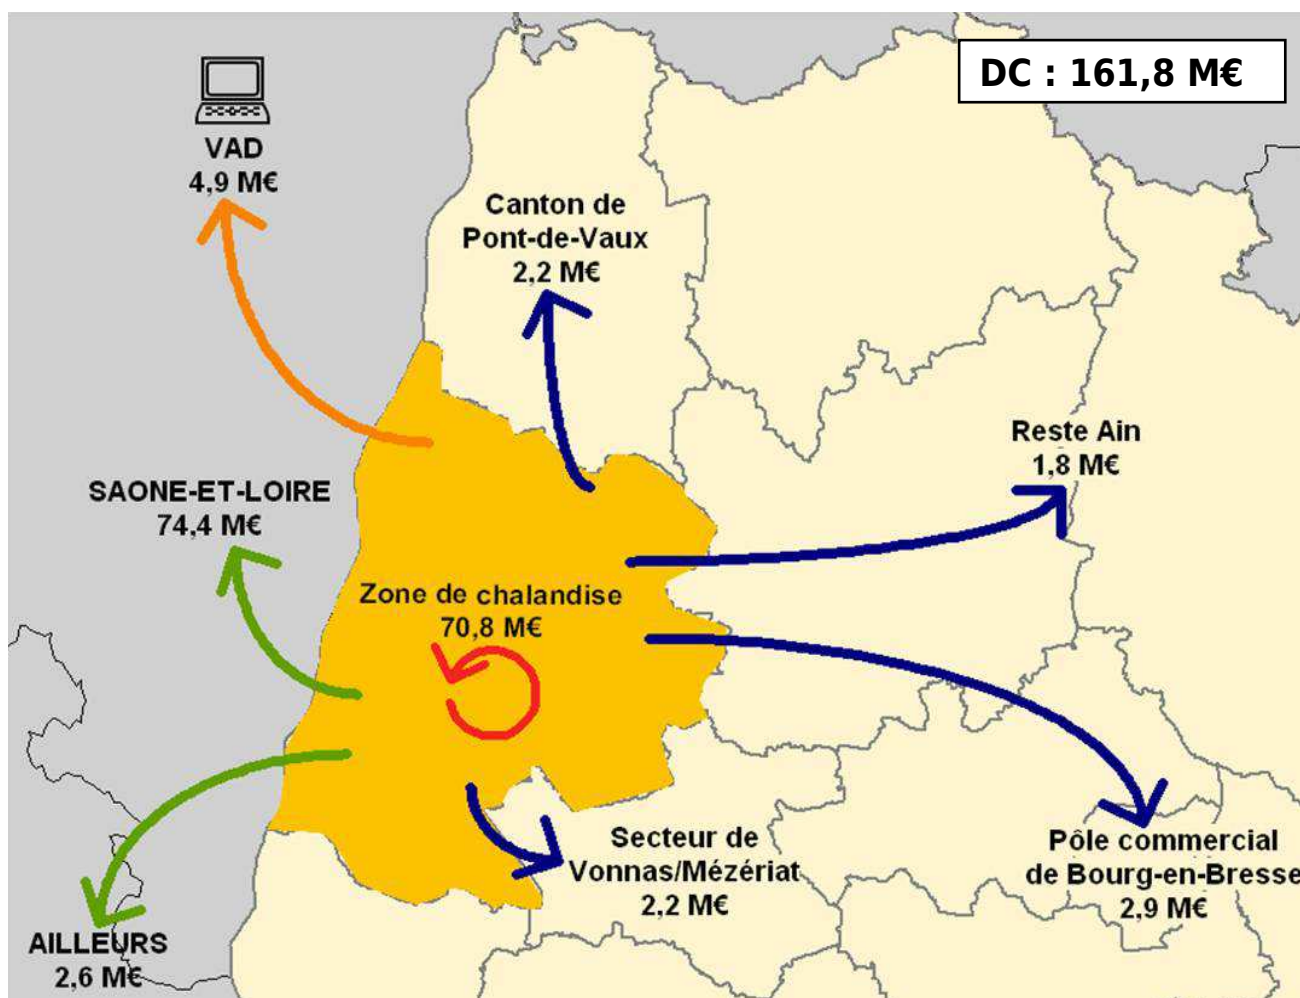 DC : 161,8 M€
VAD
4,9 M€
Canton de
Pont-de-Vaux
2,2 M€
Reste Ain
1,8 M€
SAONE-ET-LOIRE
74,4 M€
Zone de chalandise
70,8 M€
Secteur de
Vonnas/Mézériat
2,2 M€
Pôle commercial
de Bourg-en-Bresse
2,9 M€
AILLEURS
2,6 M€